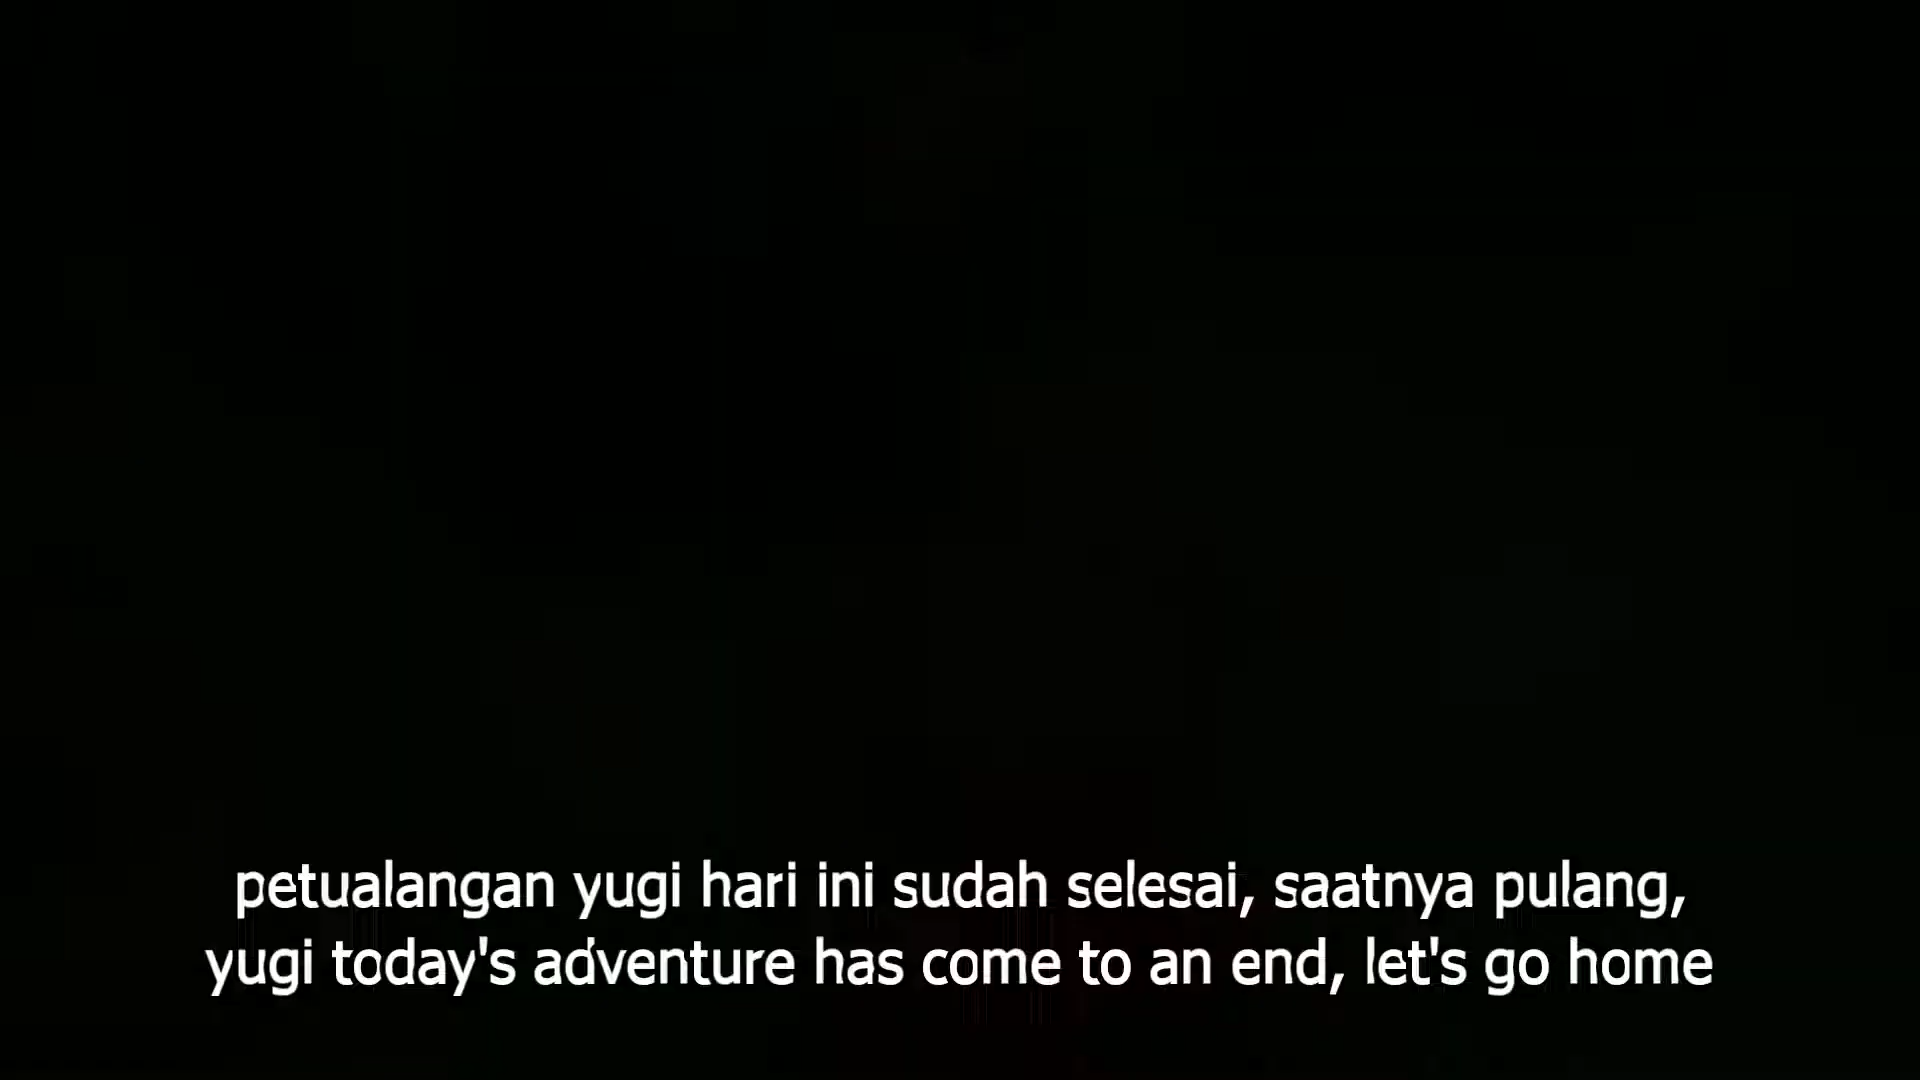 petualangan yugi hari ini sudah selesai, saatnya pulang,
yugi today's adventure has come to an end, let's go home